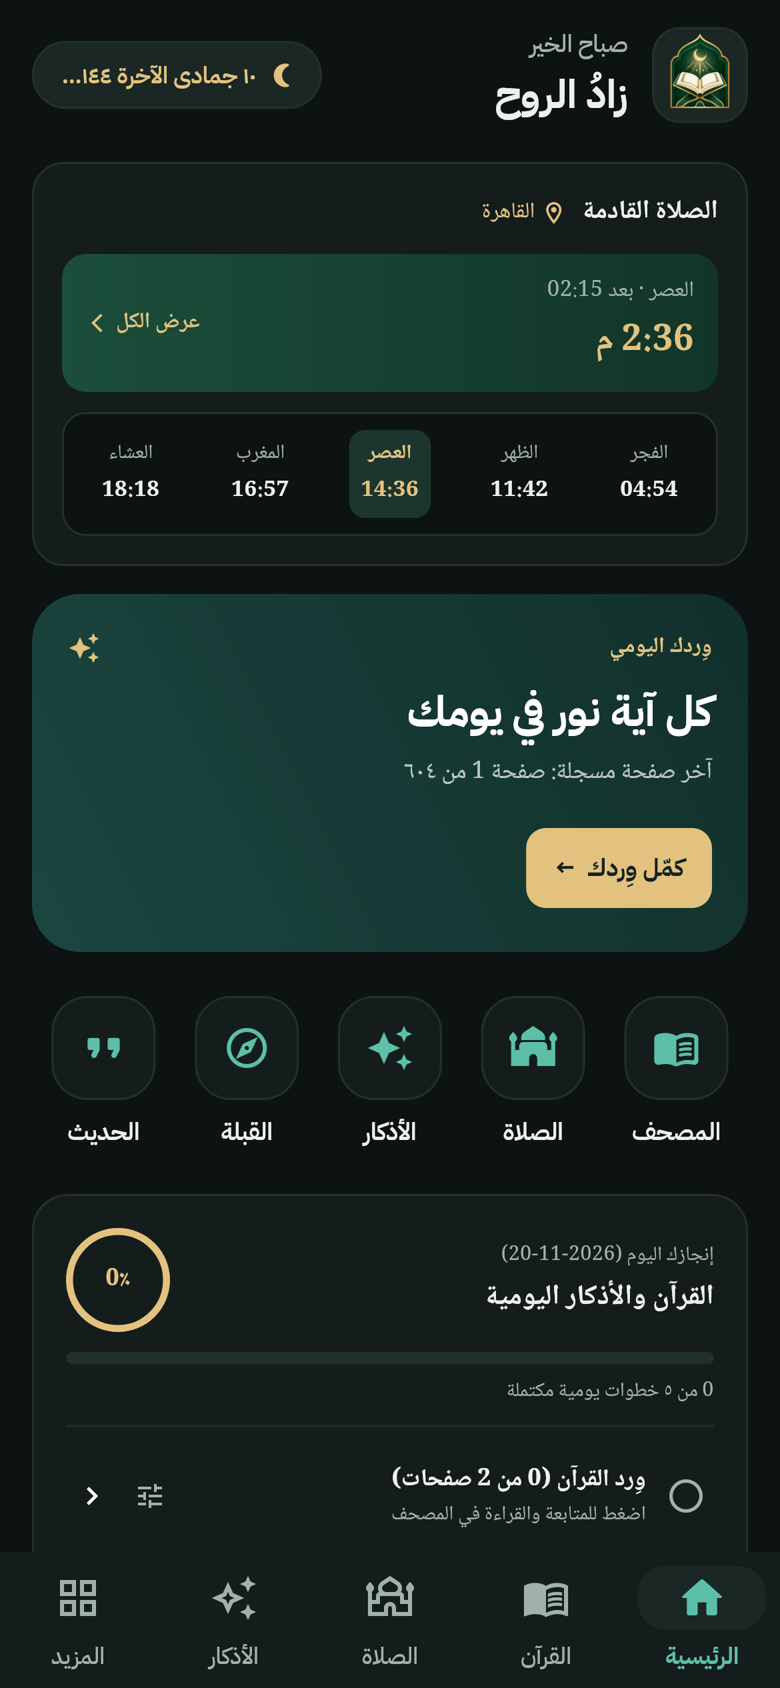 صباح الخير
زادُ الروح
١٠ جمادى الآخرة ١٤٤...
الصلاة القادمة
القاهرة
العصر · بعد 02:15
2:36 م
عرض الكل
الفجر الظهر العصر المغرب العشاء
04:54 11:42 14:36 16:57 18:18
وِردك اليومي
كل آية نور في يومك
آخر صفحة مسجلة: صفحة 1 من ٦٠٤
كمّل وِردك ←
المصحف الصلاة الأذكار القبلة الحديث
إنجازك اليوم (2026-11-20)
القرآن والأذكار اليومية
0٪
0 من ٥ خطوات يومية مكتملة
وِرد القرآن (0 من 2 صفحات)
اضغط للمتابعة والقراءة في المصحف
الرئيسية القرآن الصلاة الأذكار المزيد